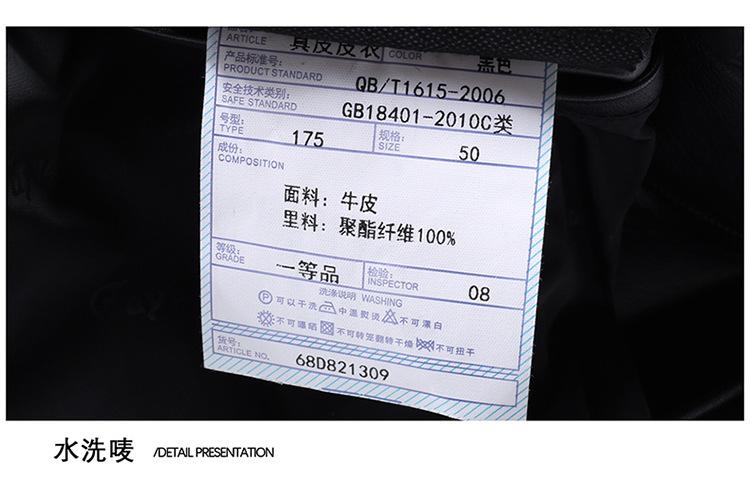 品名: 真皮皮衣 黑色
ARTICLE COLOR
产品标准号:
PRODUCT STANDARD QB/T1615-2006
安全技术类别:
SAFE STANDARD GB18401-2010C类
号型: 175 规格: 50
TYPE SIZE
成份:
COMPOSITION
面料: 牛皮
里料: 聚酯纤维100%
等级: 一等品 检验: 08
GRADE INSPECTOR
洗涤说明 WASHING
P 可以干洗 中温熨烫 不可漂白
不可曝晒 不可转笼翻转干燥 不可扭干
货号: 68D821309
ARTICLE NO.
水洗唛 /DETAIL PRESENTATION